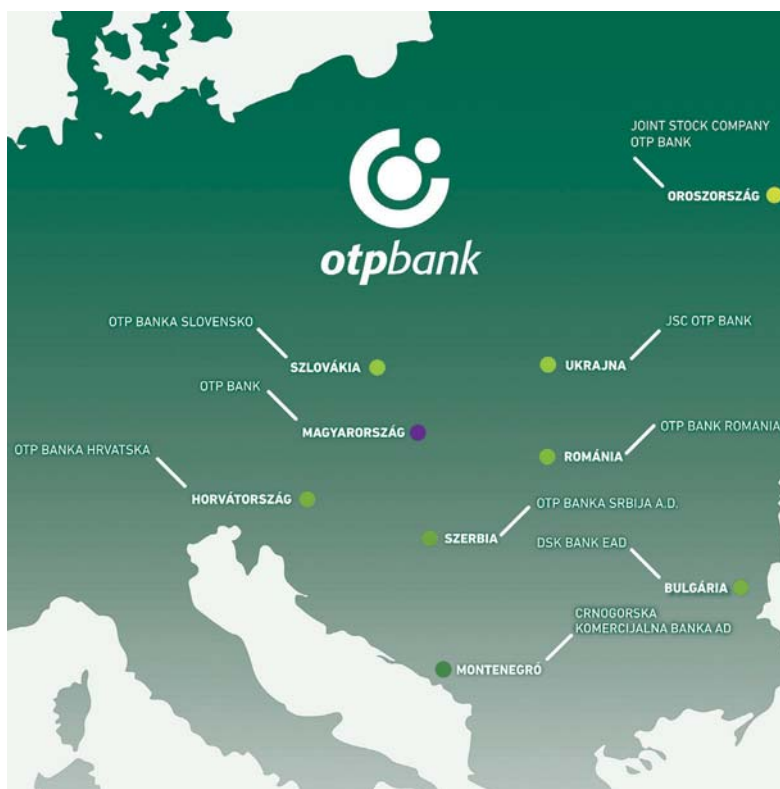 JOINT STOCK COMPANY
OTP BANK
OROSZORSZÁG
otpbank
OTP BANKA SLOVENSKO
SZLOVÁKIA
JSC OTP BANK
UKRAJNA
OTP BANK
MAGYARORSZÁG
OTP BANK ROMANIA
ROMÁNIA
OTP BANKA HRVATSKA
HORVÁTORSZÁG
OTP BANKA SRBIJA A.D.
SZERBIA
DSK BANK EAD
BULGÁRIA
CRNOGORSKA
KOMERCIJALNA BANKA AD
MONTENEGRÓ